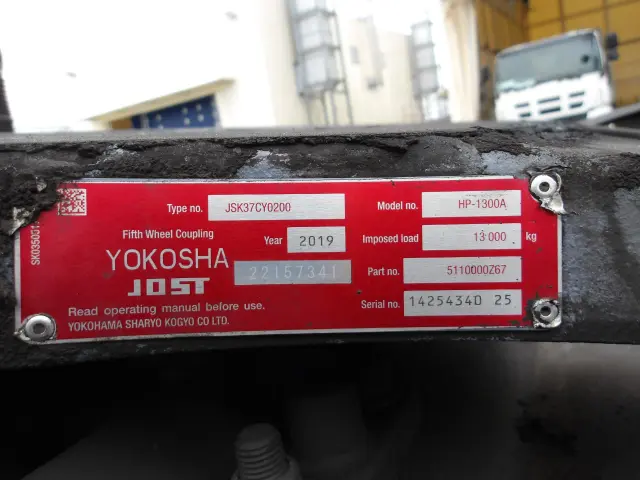 Type no. JSK37CY0200 Model no. HP-1300A
Fifth Wheel Coupling Year 2019 Imposed load 13 000 kg
YOKOSHA 22157341 Part no. 5110000Z67
JOST
Serial no. 1425434D 25
Read operating manual before use.
YOKOHAMA SHARYO KOGYO CO LTD.